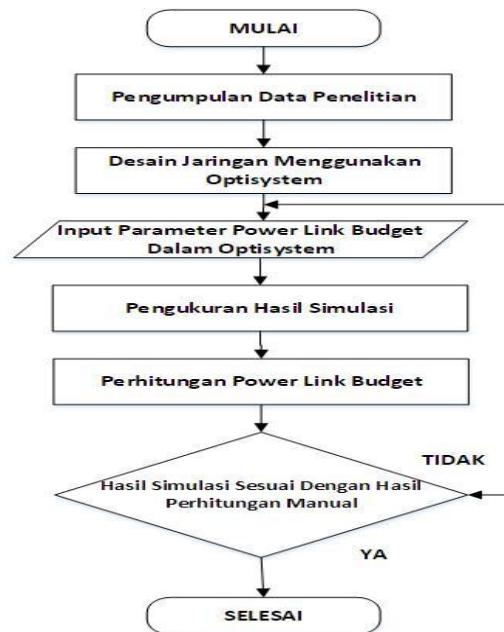 MULAI
Pengumpulan Data Penelitian
Desain Jaringan Menggunakan
Optisystem
Input Parameter Power Link Budget
Dalam Optisystem
Pengukuran Hasil Simulasi
Perhitungan Power Link Budget
TIDAK
Hasil Simulasi Sesuai Dengan Hasil
Perhitungan Manual
YA
SELESAI